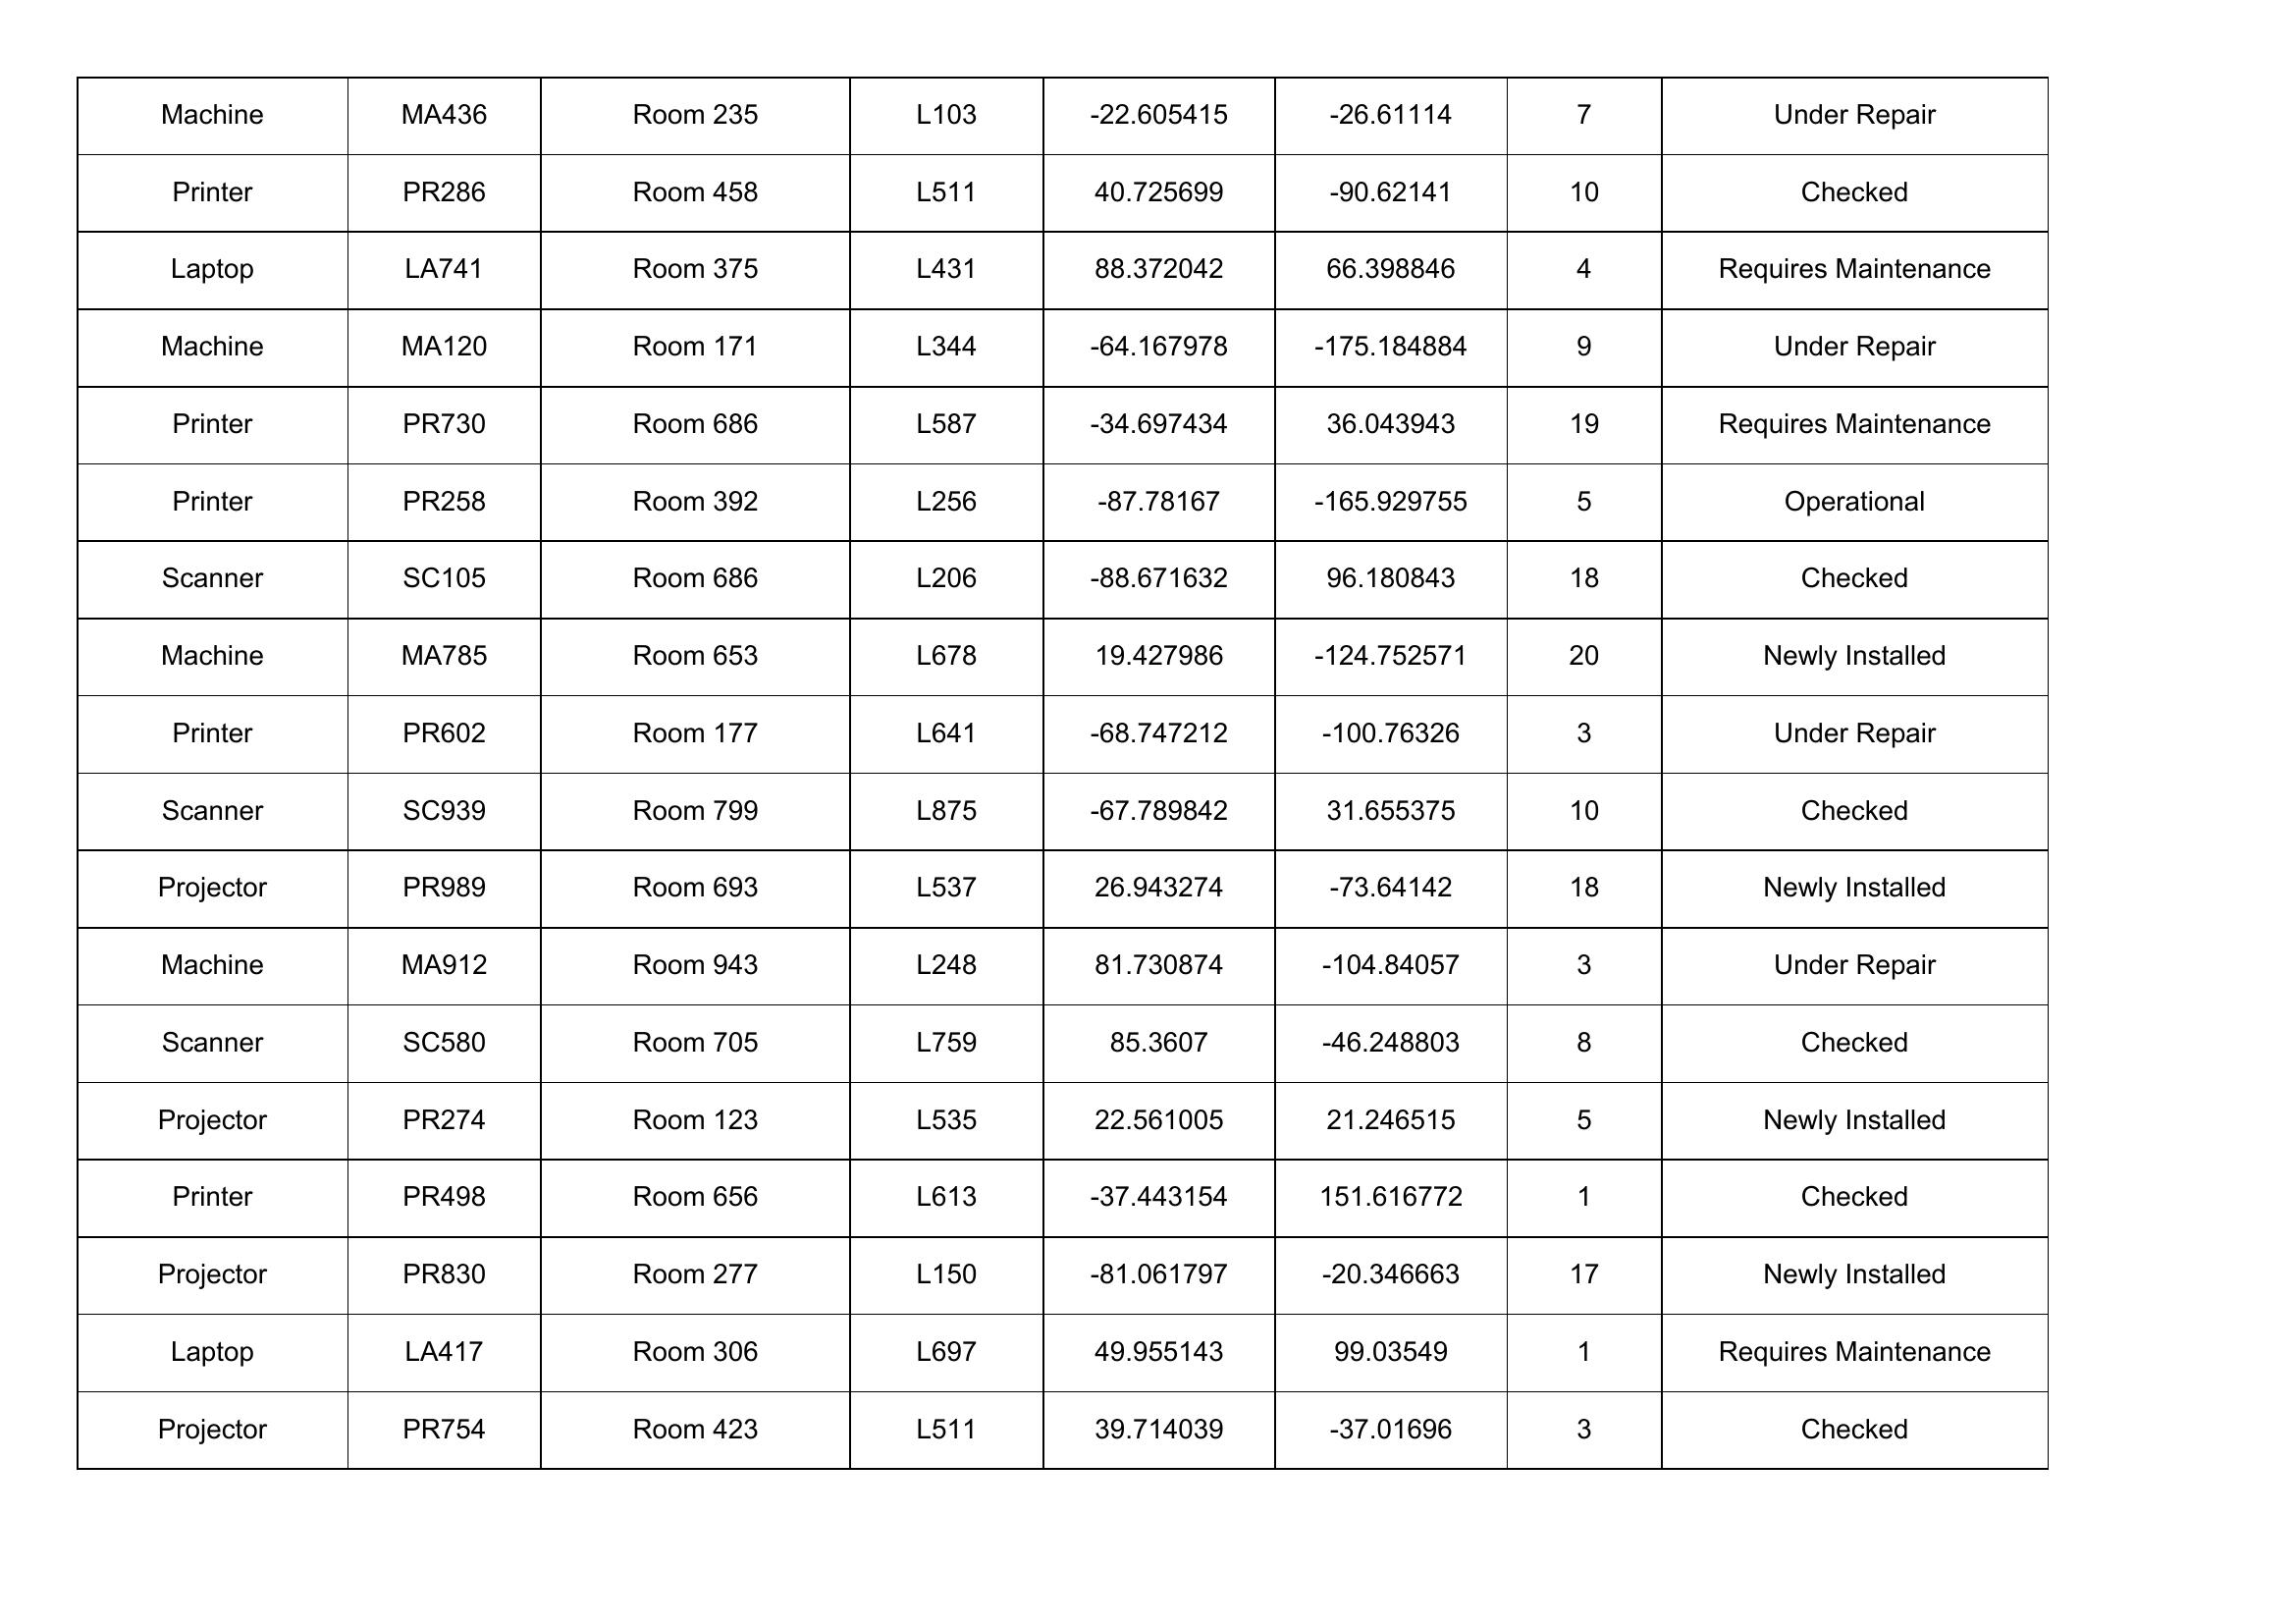 Machine MA436 Room 235 L103 -22.605415 -26.61114 7 Under Repair
Printer PR286 Room 458 L511 40.725699 -90.62141 10 Checked
Laptop LA741 Room 375 L431 88.372042 66.398846 4 Requires Maintenance
Machine MA120 Room 171 L344 -64.167978 -175.184884 9 Under Repair
Printer PR730 Room 686 L587 -34.697434 36.043943 19 Requires Maintenance
Printer PR258 Room 392 L256 -87.78167 -165.929755 5 Operational
Scanner SC105 Room 686 L206 -88.671632 96.180843 18 Checked
Machine MA785 Room 653 L678 19.427986 -124.752571 20 Newly Installed
Printer PR602 Room 177 L641 -68.747212 -100.76326 3 Under Repair
Scanner SC939 Room 799 L875 -67.789842 31.655375 10 Checked
Projector PR989 Room 693 L537 26.943274 -73.64142 18 Newly Installed
Machine MA912 Room 943 L248 81.730874 -104.84057 3 Under Repair
Scanner SC580 Room 705 L759 85.3607 -46.248803 8 Checked
Projector PR274 Room 123 L535 22.561005 21.246515 5 Newly Installed
Printer PR498 Room 656 L613 -37.443154 151.616772 1 Checked
Projector PR830 Room 277 L150 -81.061797 -20.346663 17 Newly Installed
Laptop LA417 Room 306 L697 49.955143 99.03549 1 Requires Maintenance
Projector PR754 Room 423 L511 39.714039 -37.01696 3 Checked